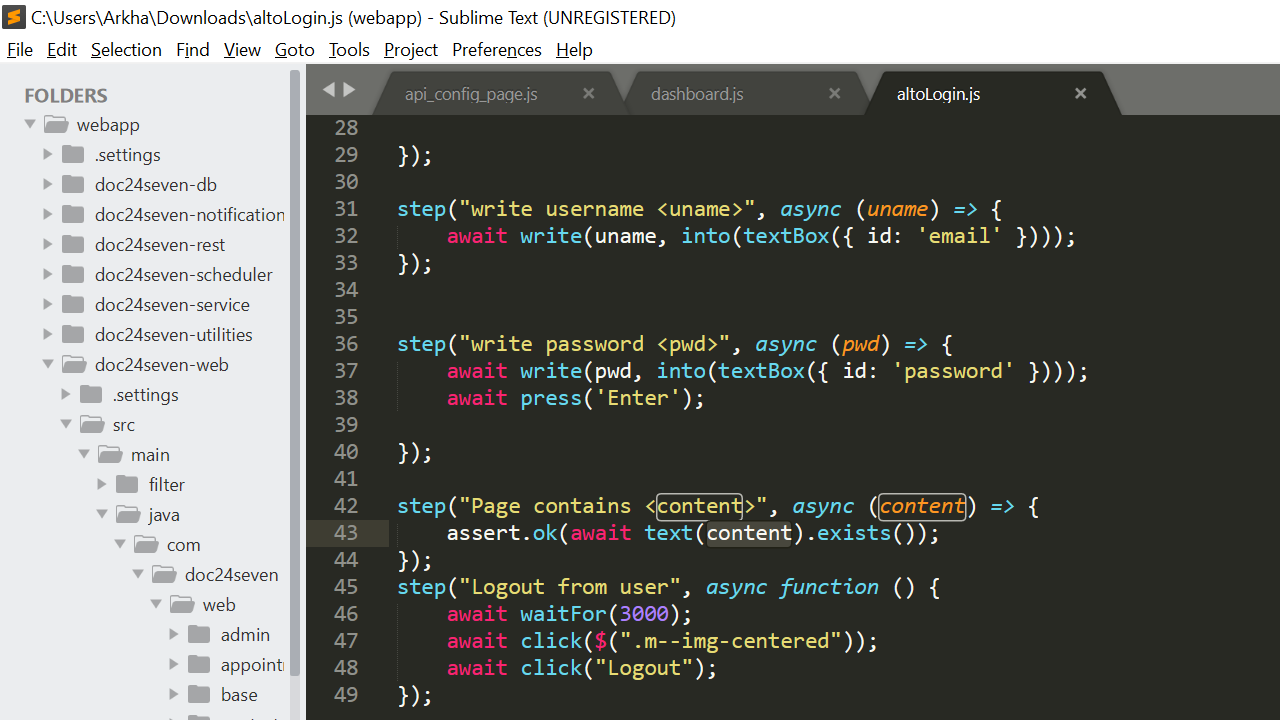 C:\Users\Arkha\Downloads\altoLogin.js (webapp) - Sublime Text (UNREGISTERED)
File Edit Selection Find View Goto Tools Project Preferences Help
FOLDERS
webapp
.settings
doc24seven-db
doc24seven-notification
doc24seven-rest
doc24seven-scheduler
doc24seven-service
doc24seven-utilities
doc24seven-web
.settings
src
main
filter
java
com
doc24seven
web
admin
appoint
base
api_config_page.js × dashboard.js × altoLogin.js ×
28
29 });
30
31 step("write username <uname>", async (uname) => {
32 await write(uname, into(textBox({ id: 'email' })));
33 });
34
35
36 step("write password <pwd>", async (pwd) => {
37 await write(pwd, into(textBox({ id: 'password' })));
38 await press('Enter');
39
40 });
41
42 step("Page contains <content>", async (content) => {
43 assert.ok(await text(content).exists());
44 });
45 step("Logout from user", async function () {
46 await waitFor(3000);
47 await click($(".m--img-centered"));
48 await click("Logout");
49 });